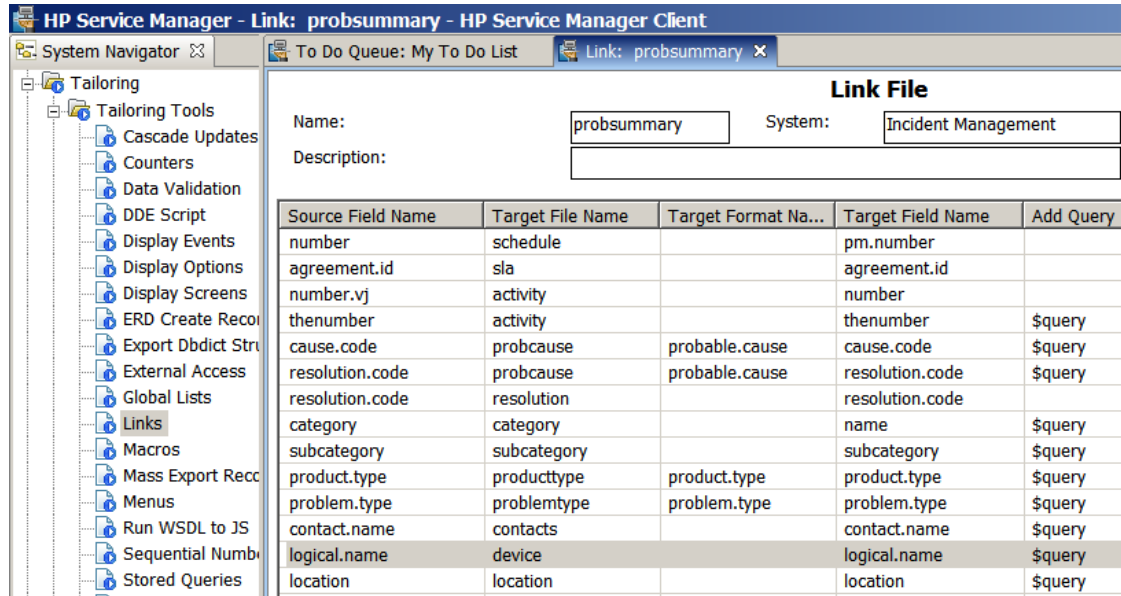 HP Service Manager - Link: probsummary - HP Service Manager Client
System Navigator
To Do Queue: My To Do List
Link: probsummary
Tailoring
Tailoring Tools
Cascade Updates
Counters
Data Validation
DDE Script
Display Events
Display Options
Display Screens
ERD Create Recor
Export Dbdict Stru
External Access
Global Lists
Links
Macros
Mass Export Reco
Menus
Run WSDL to JS
Sequential Numbe
Stored Queries
Link File
Name: probsummary System: Incident Management
Description:
Source Field Name Target File Name Target Format Na... Target Field Name Add Query
number schedule pm.number
agreement.id sla agreement.id
number.vj activity number
thenumber activity thenumber $query
cause.code probcause probable.cause cause.code $query
resolution.code probcause probable.cause resolution.code $query
resolution.code resolution resolution.code
category category name $query
subcategory subcategory subcategory $query
product.type producttype product.type product.type $query
problem.type problemtype problem.type problem.type $query
contact.name contacts contact.name $query
logical.name device logical.name $query
location location location $query